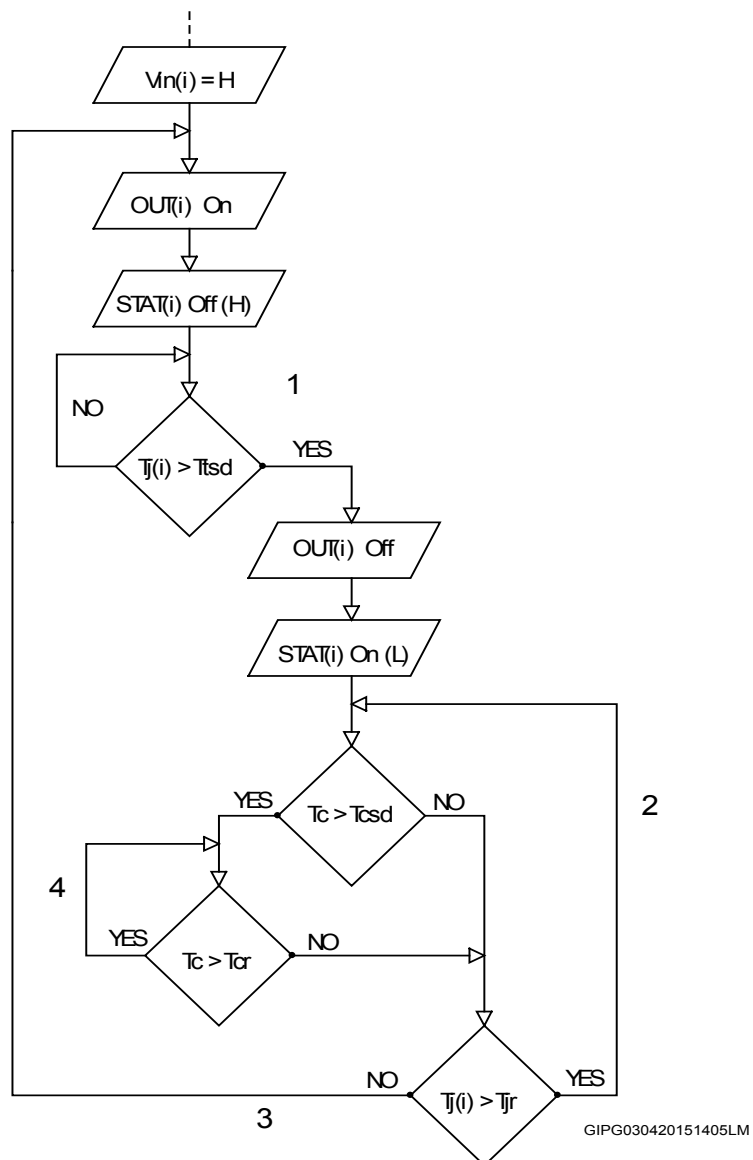 Vin(i) = H
OUT(i) On
STAT(i) Off (H)
1
NO
YES
Tj(i) > Ttsd
OUT(i) Off
STAT(i) On (L)
YES
NO
2
Tc > Tcsd
4
YES
NO
Tc > Tcr
NO
YES
Tj(i) > Tjr
3
GIPG030420151405LM